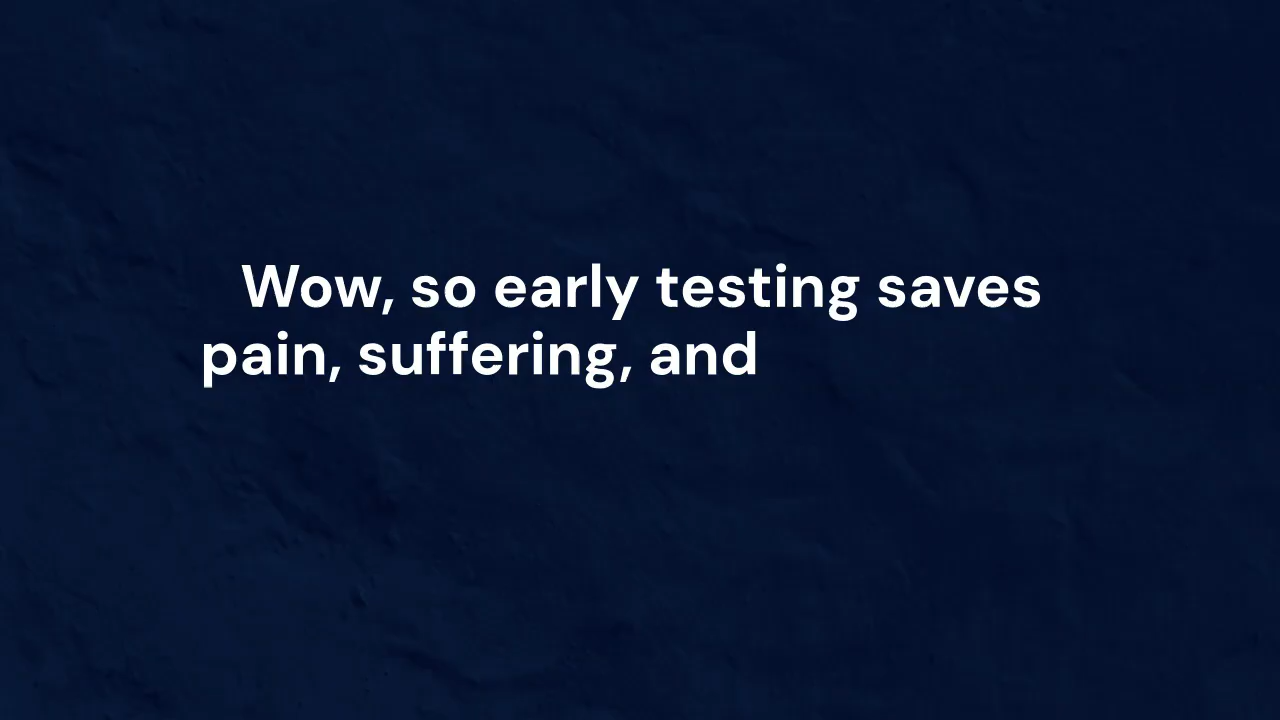 Wow, so early testing saves
pain, suffering, and